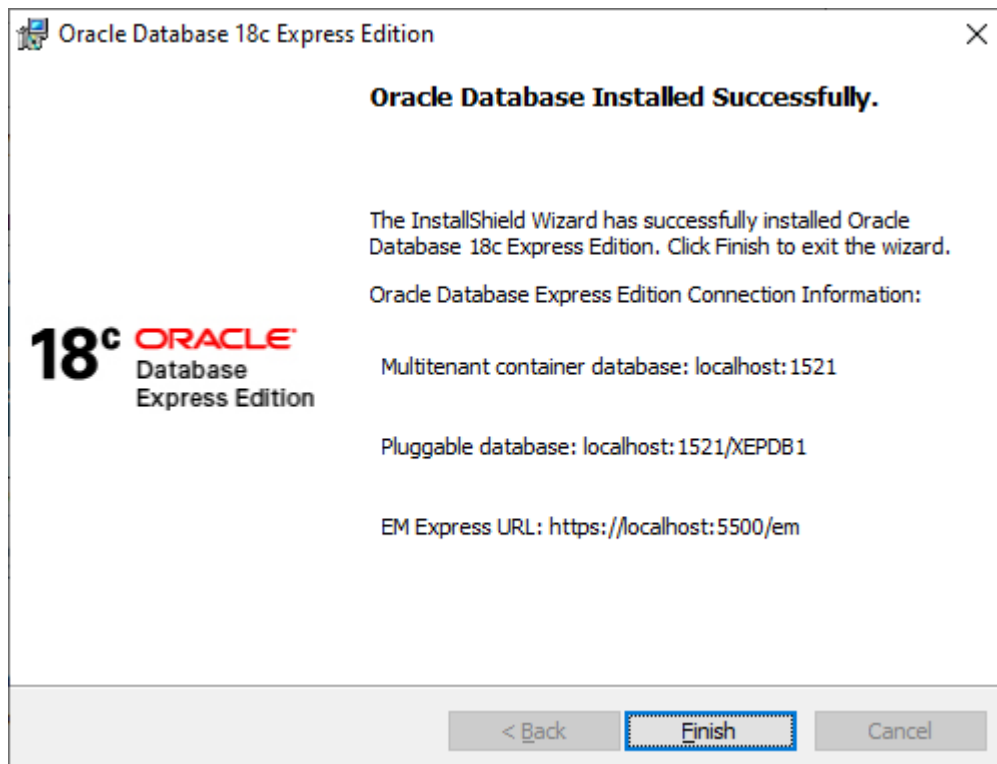 Oracle Database 18c Express Edition
Oracle Database Installed Successfully.
The InstallShield Wizard has successfully installed Oracle
Database 18c Express Edition. Click Finish to exit the wizard.
Oracle Database Express Edition Connection Information:
18c ORACLE
Database
Express Edition
Multitenant container database: localhost:1521
Pluggable database: localhost:1521/XEPDB1
EM Express URL: https://localhost:5500/em
< Back
Finish
Cancel